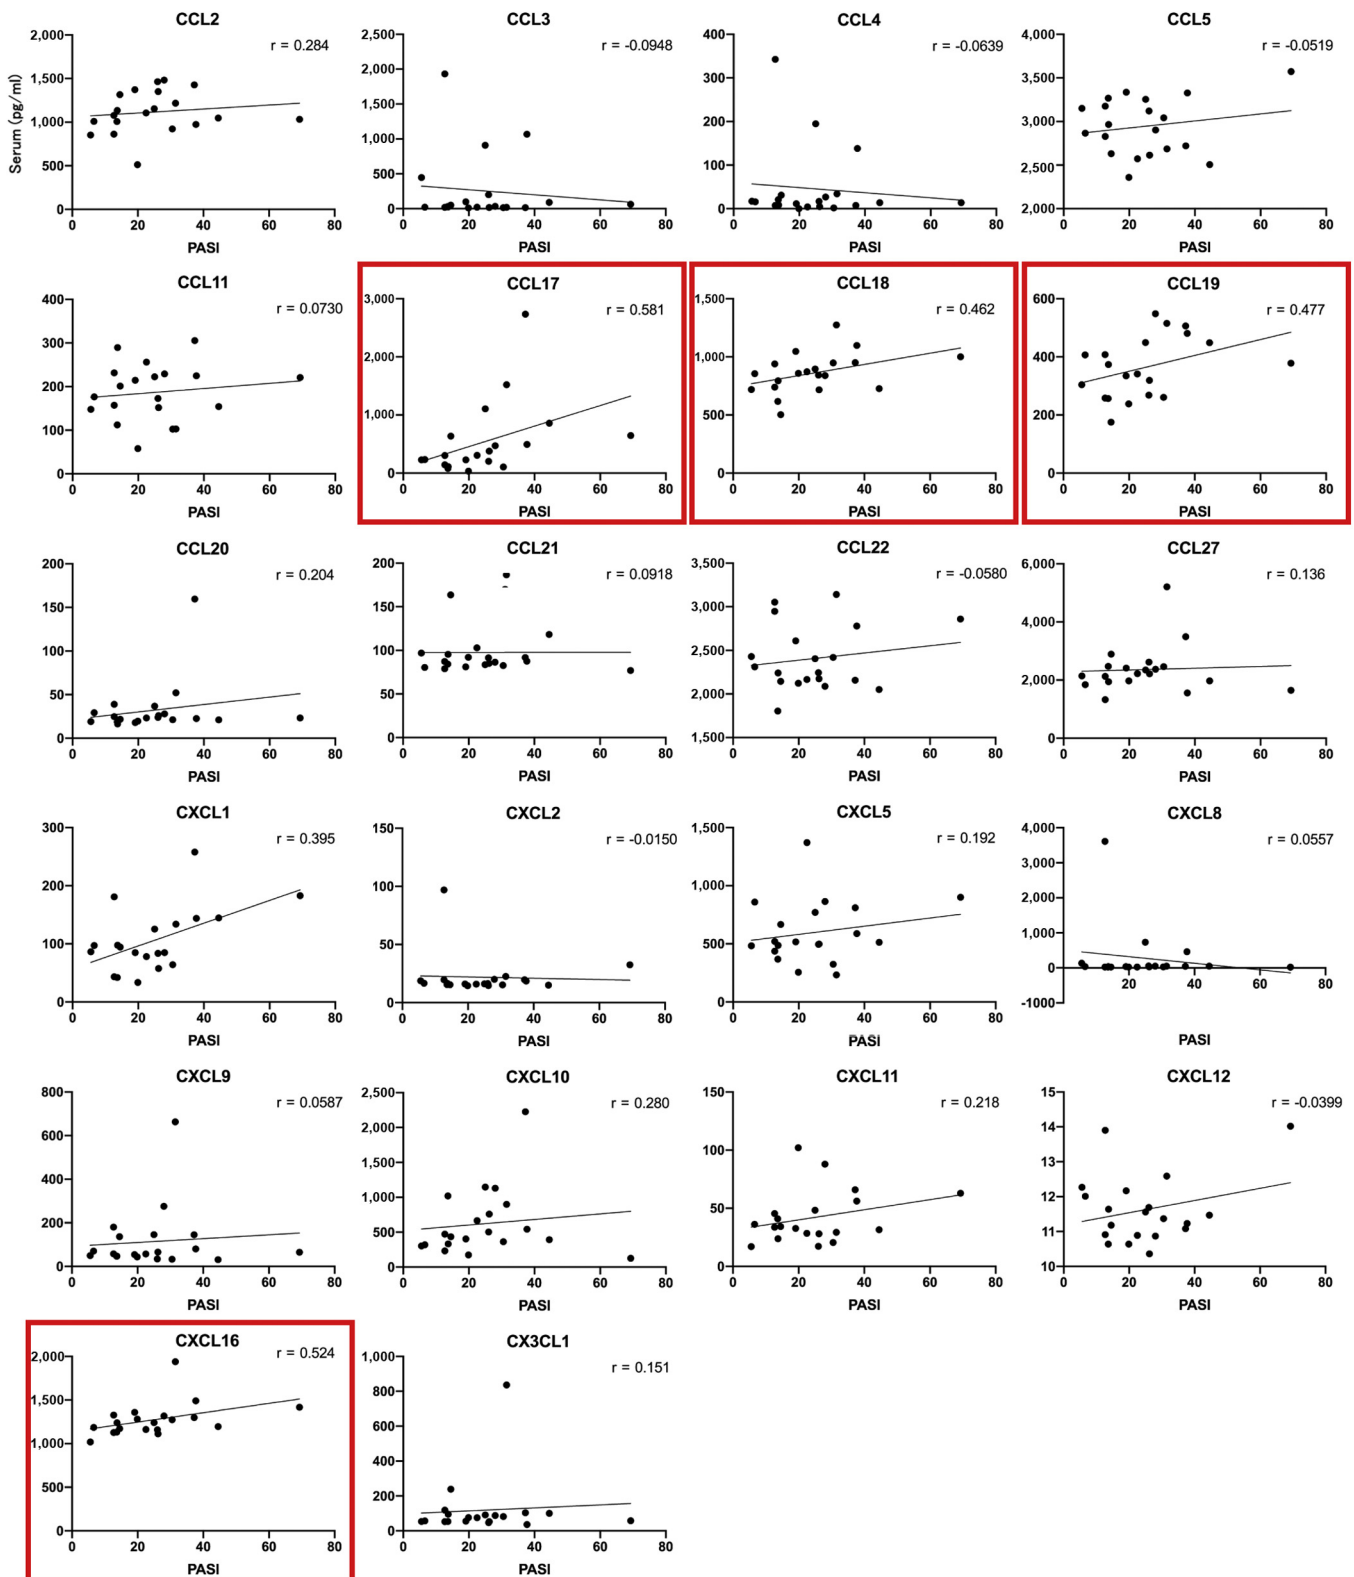 CCL2
r = 0.284
2,000
1,500
1,000
500
0
Serum (pg/ml)
0 20 40 60 80
PASI
CCL3
r = -0.0948
2,500
2,000
1,500
1,000
500
0
0 20 40 60 80
PASI
CCL4
r = -0.0639
400
300
200
100
0
0 20 40 60 80
PASI
CCL5
r = -0.0519
4,000
3,500
3,000
2,500
2,000
0 20 40 60 80
PASI
CCL11
r = 0.0730
400
300
200
100
0
0 20 40 60 80
PASI
CCL17
r = 0.581
3,000
2,000
1,000
0
0 20 40 60 80
PASI
CCL18
r = 0.462
1,500
1,000
500
0
0 20 40 60 80
PASI
CCL19
r = 0.477
600
400
200
0
0 20 40 60 80
PASI
CCL20
r = 0.204
200
150
100
50
0
0 20 40 60 80
PASI
CCL21
r = 0.0918
200
150
100
50
0
0 20 40 60 80
PASI
CCL22
r = -0.0580
3,500
3,000
2,500
2,000
1,500
0 20 40 60 80
PASI
CCL27
r = 0.136
6,000
4,000
2,000
0
0 20 40 60 80
PASI
CXCL1
r = 0.395
300
200
100
0
0 20 40 60 80
PASI
CXCL2
r = -0.0150
150
100
50
0
0 20 40 60 80
PASI
CXCL5
r = 0.192
1,500
1,000
500
0
0 20 40 60 80
PASI
CXCL8
r = 0.0557
4,000
3,000
2,000
1,000
0
-1000
20 40 60 80
PASI
CXCL9
r = 0.0587
800
600
400
200
0
0 20 40 60 80
PASI
CXCL10
r = 0.280
2,500
2,000
1,500
1,000
500
0
0 20 40 60 80
PASI
CXCL11
r = 0.218
150
100
50
0
0 20 40 60 80
PASI
CXCL12
r = -0.0399
15
14
13
12
11
10
0 20 40 60 80
PASI
CXCL16
r = 0.524
2,000
1,500
1,000
500
0
0 20 40 60 80
PASI
CX3CL1
r = 0.151
1,000
800
600
400
200
0
0 20 40 60 80
PASI